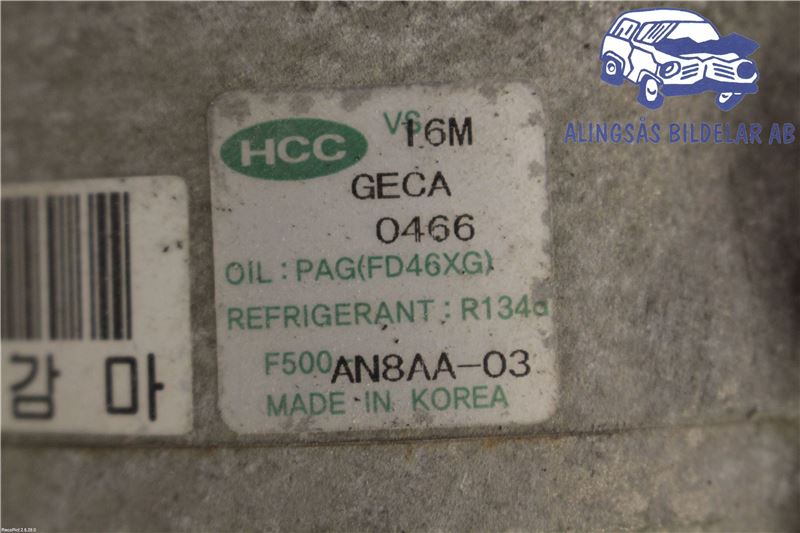 ALINGSÅS BILDELAR AB
HCC
VS 16M
GECA
0466
OIL : PAG(FD46XG)
REFRIGERANT : R134a
F500-AN8AA-03
MADE IN KOREA
감 마